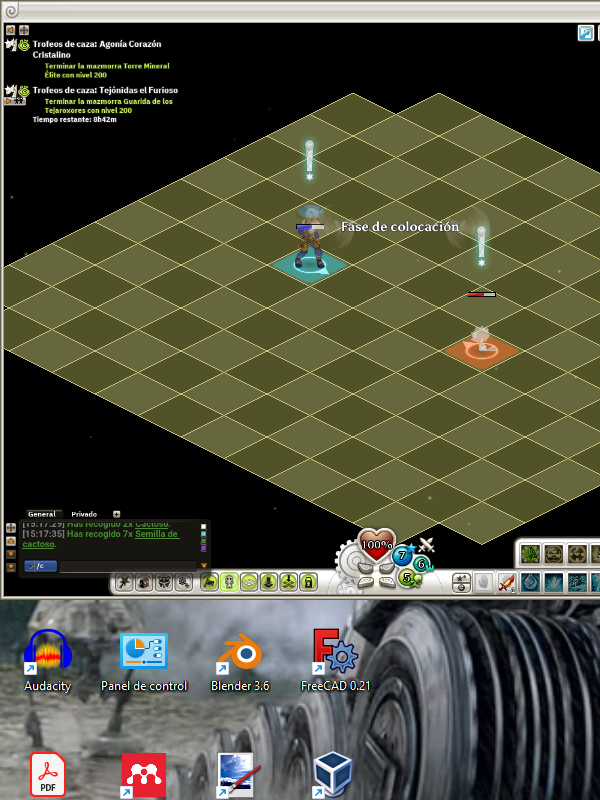 Trofeos de caza: Agonía Corazón
Cristalino
Terminar la mazmorra Torre Mineral
Élite con nivel 200
Trofeos de caza: Tejónidas el Furioso
Terminar la mazmorra Guarida de los
Tejaroxores con nivel 200
Tiempo restante: 8h42m
Fase de colocación
General Privado
[15:17:29] Has recogido 2x Cactoso.
[15:17:35] Has recogido 7x Semilla de
cactoso.
/c
100%
7
6
5
Audacity
Panel de control
Blender 3.6
FreeCAD 0.21
PDF